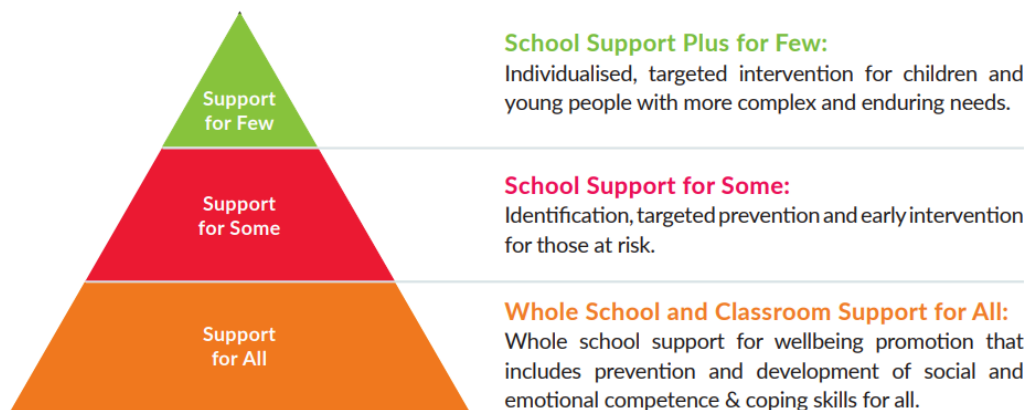 Support
for Few
School Support Plus for Few:
Individualised, targeted intervention for children and
young people with more complex and enduring needs.
Support
for Some
School Support for Some:
Identification, targeted prevention and early intervention
for those at risk.
Support
for All
Whole School and Classroom Support for All:
Whole school support for wellbeing promotion that
includes prevention and development of social and
emotional competence & coping skills for all.